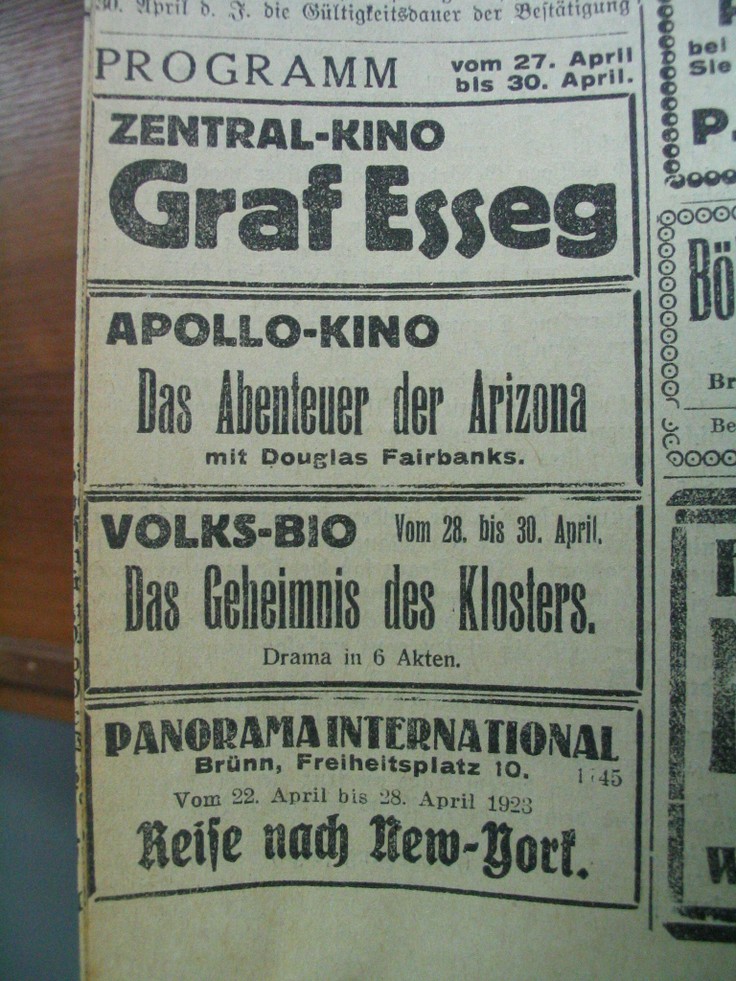 30. April d. J. die Gültigkeitsdauer der Bestätigung
PROGRAMM vom 27. April
bis 30. April.
ZENTRAL-KINO
Graf Esseg
APOLLO-KINO
Das Abenteuer der Arizona
mit Douglas Fairbanks.
VOLKS-BIO Vom 28. bis 30. April.
Das Geheimnis des Klosters.
Drama in 6 Akten.
PANORAMA INTERNATIONAL
Brünn, Freiheitsplatz 10.
1745
Vom 22. April bis 28. April 1923
Reise nach New-York.
bei
Sie
P.
Bö
Br
Be
W